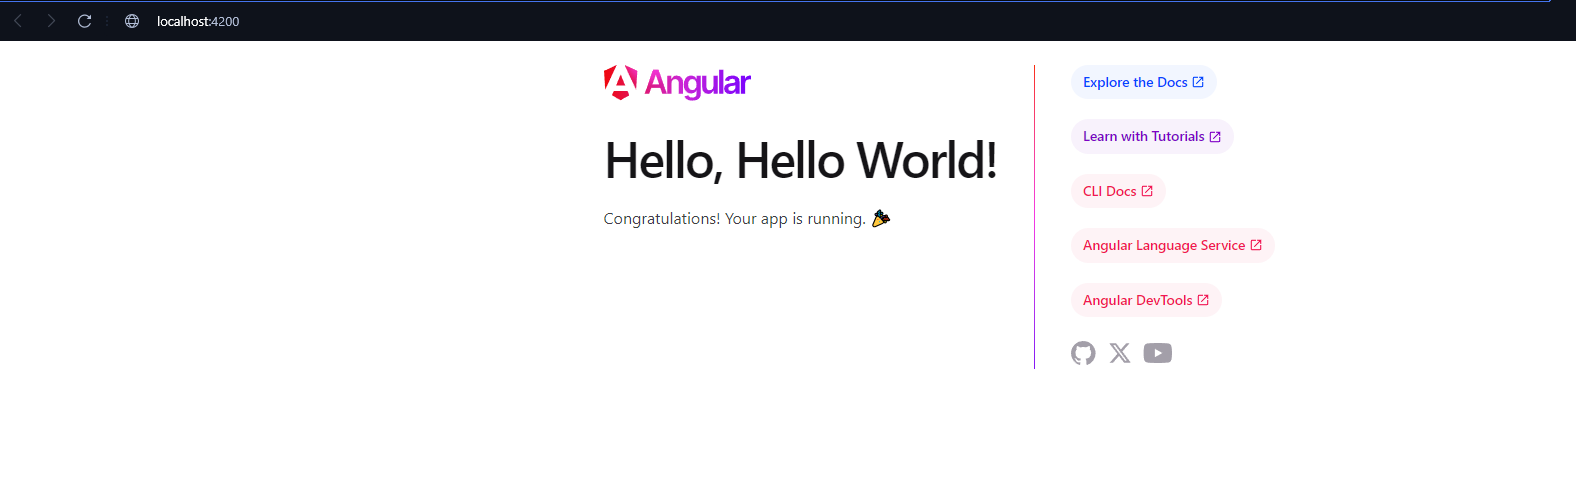 localhost:4200
Angular
Hello, Hello World!
Congratulations! Your app is running. 🎉
Explore the Docs
Learn with Tutorials
CLI Docs
Angular Language Service
Angular DevTools